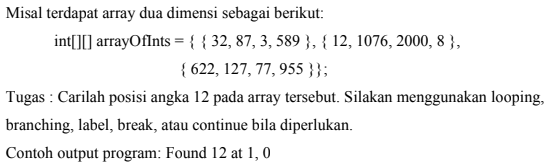 Misal terdapat array dua dimensi sebagai berikut:
int[][] arrayOfInts = { { 32, 87, 3, 589 }, { 12, 1076, 2000, 8 },
{ 622, 127, 77, 955 }};
Tugas : Carilah posisi angka 12 pada array tersebut. Silakan menggunakan looping,
branching, label, break, atau continue bila diperlukan.
Contoh output program: Found 12 at 1, 0